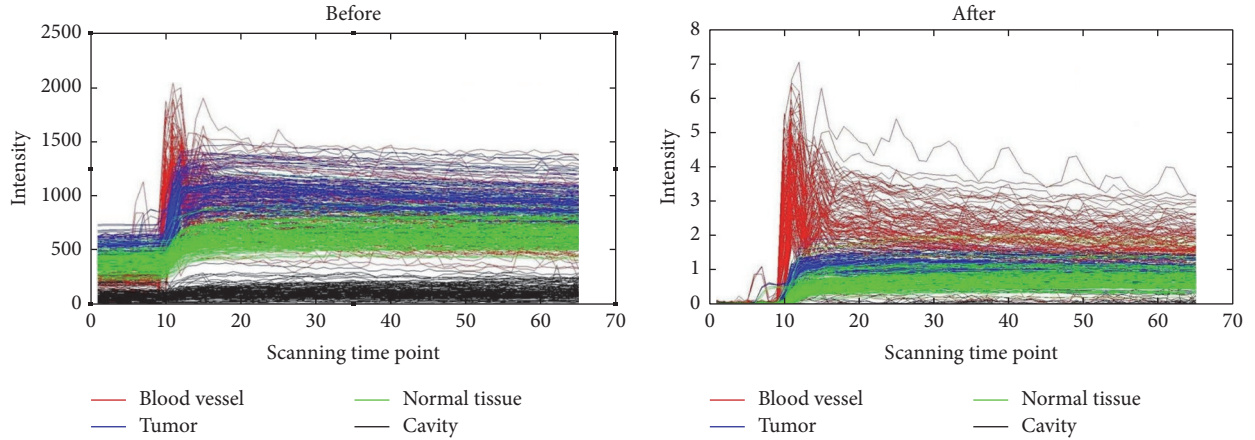 Before
2500
2000
1500
1000
500
0
Intensity
0 10 20 30 40 50 60 70
Scanning time point
Blood vessel
Tumor
Normal tissue
Cavity
After
8
7
6
5
4
3
2
1
0
Intensity
0 10 20 30 40 50 60 70
Scanning time point
Blood vessel
Tumor
Normal tissue
Cavity